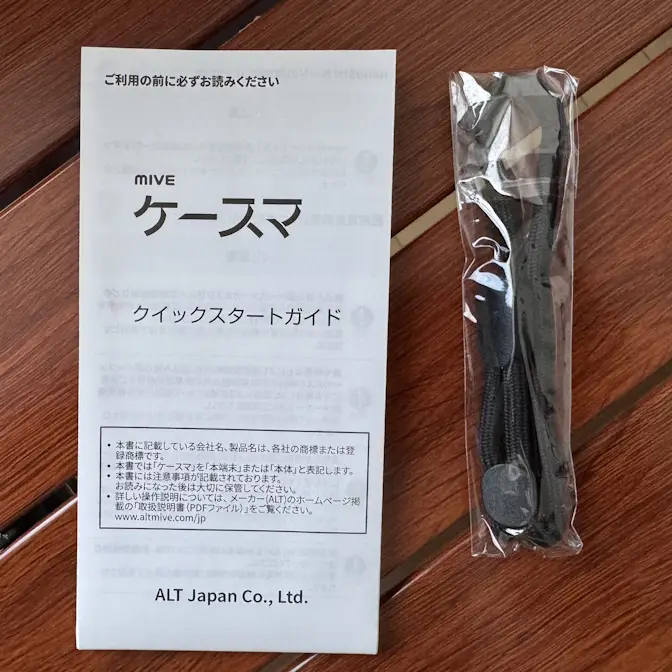 ご利用の前に必ずお読みください
MIVE
ケースマ
クイックスタートガイド
• 本書に記載している会社名、製品名は、各社の商標または登
録商標です。
• 本書では「ケースマ」を「本端末」または「本体」と表記します。
• 本書には注意事項が記載されております。
お読みになった後は大切に保管してください。
• 詳しい操作説明については、メーカー(ALT)のホームページ掲
載の「取扱説明書(PDFファイル)」をご覧ください。
www.altmive.com/jp
ALT Japan Co., Ltd.